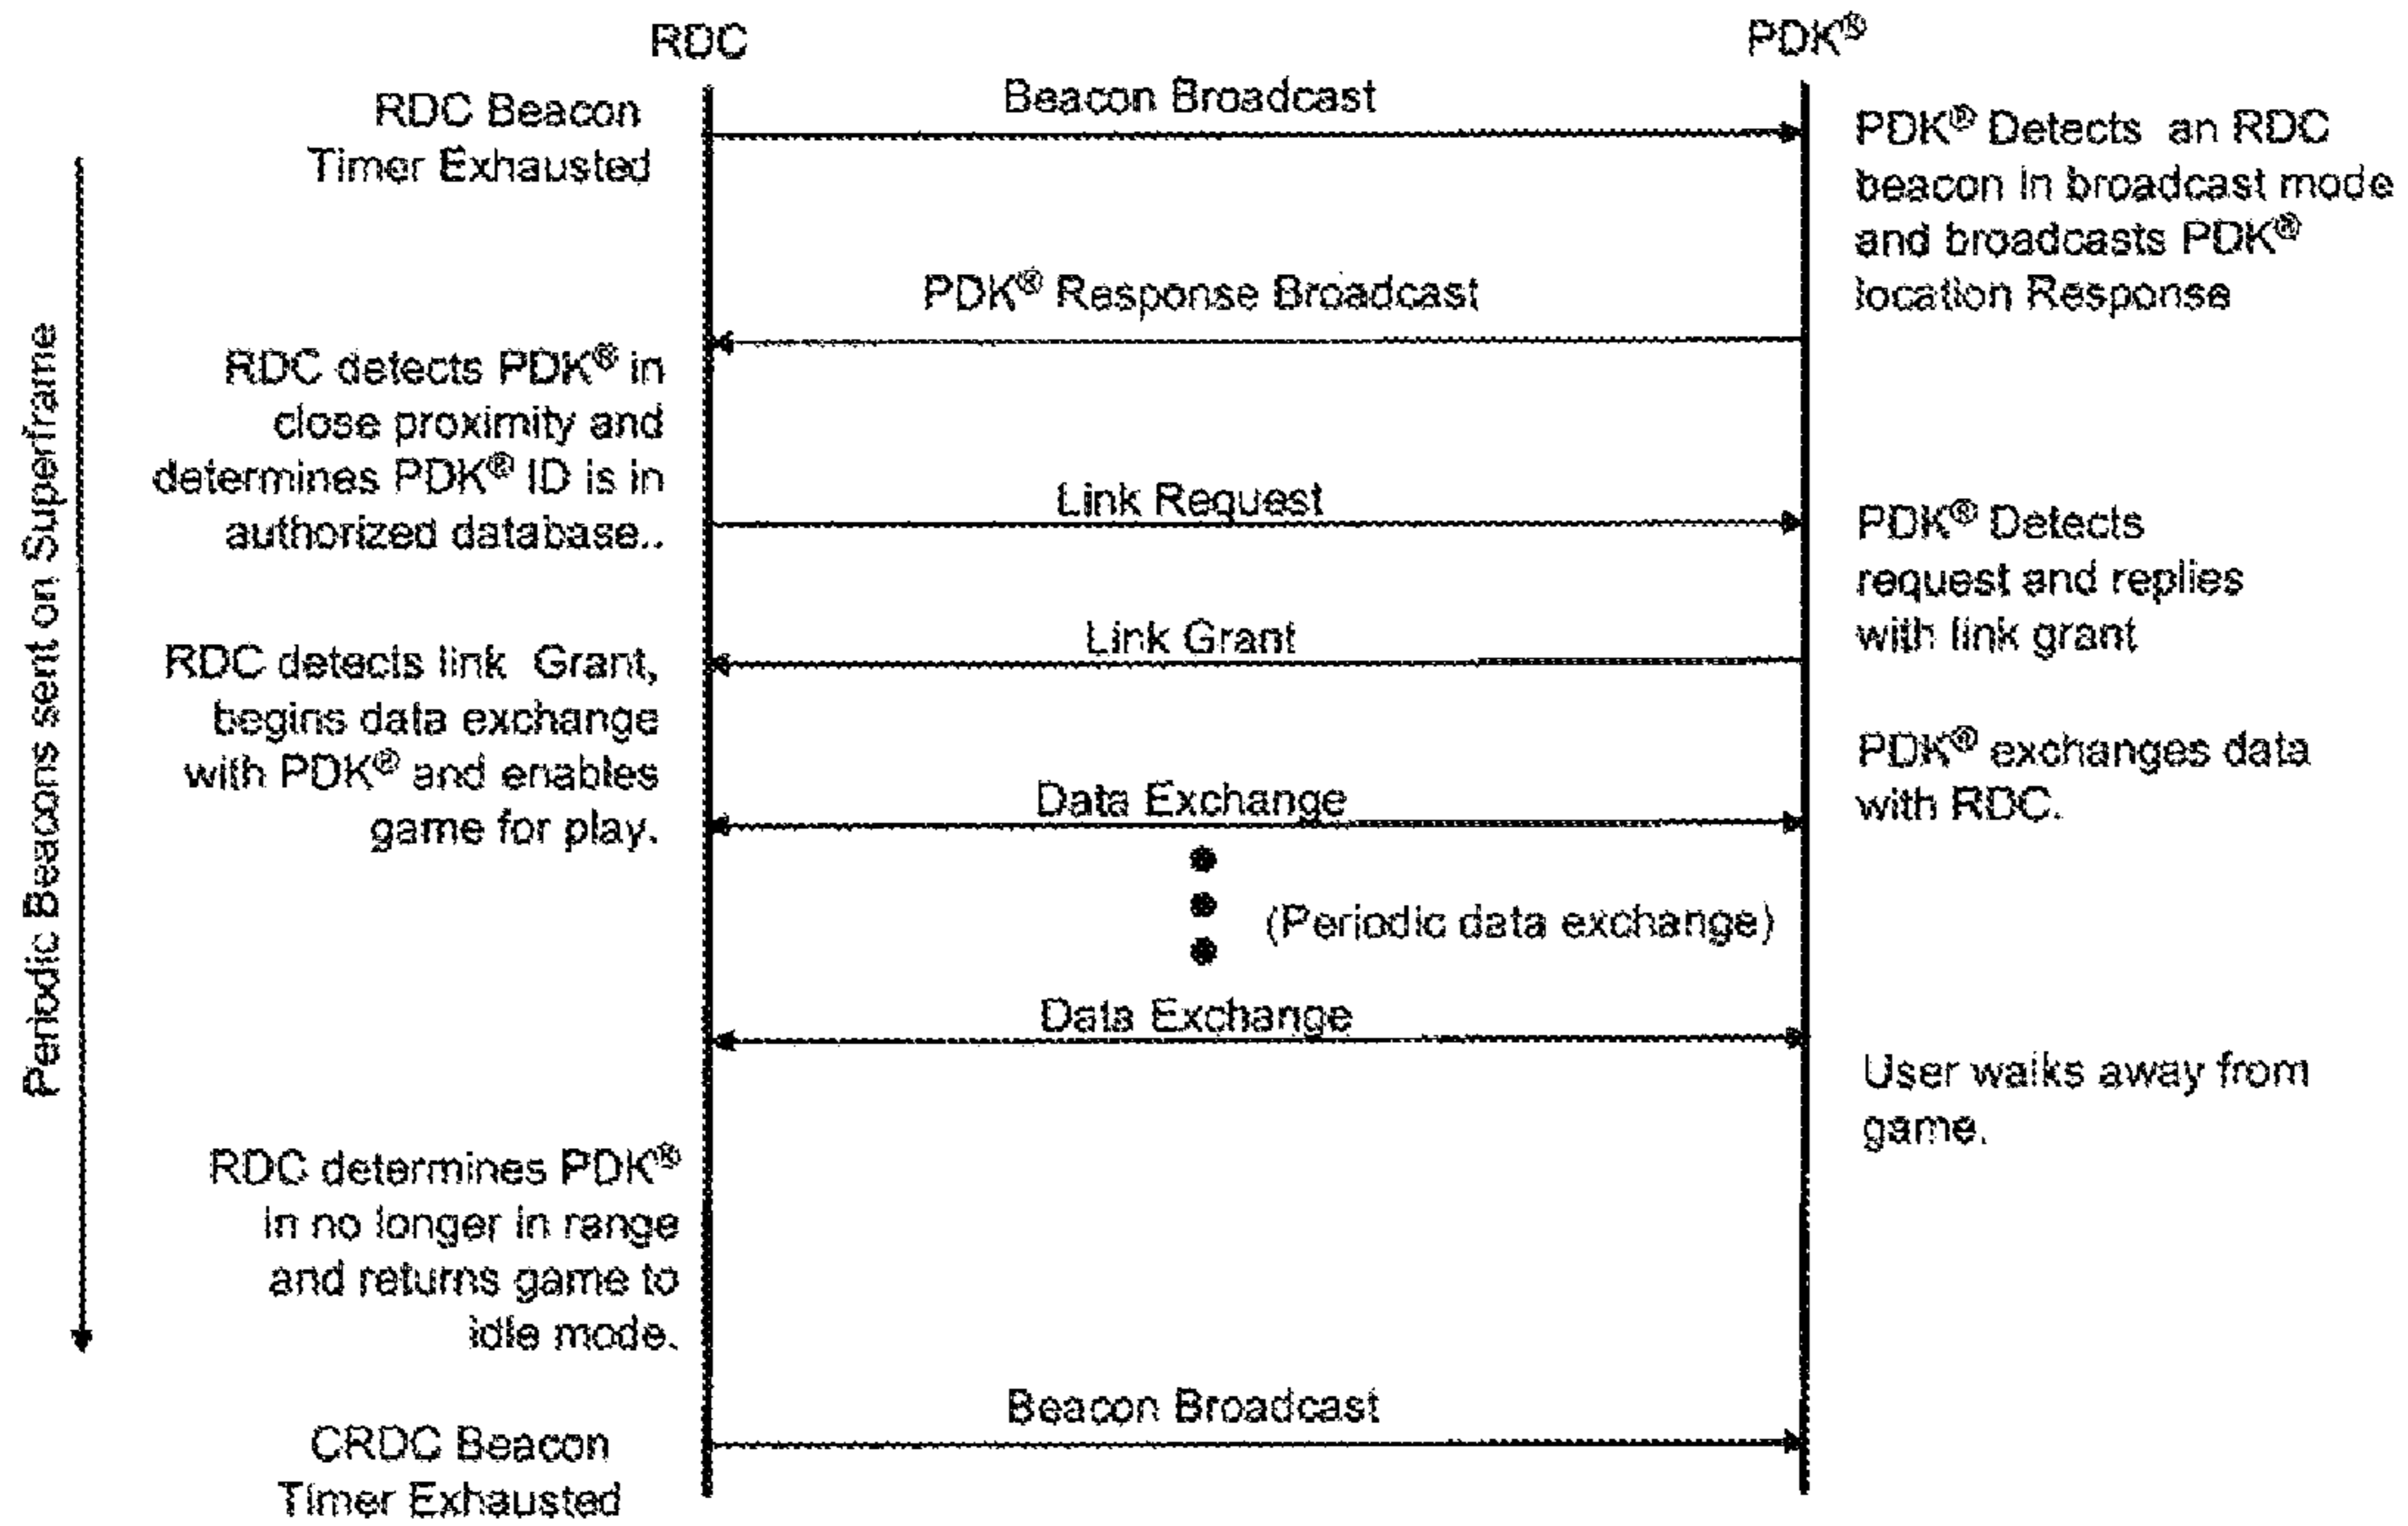 RDC
PDK®
RDC Beacon
Timer Exhausted
Beacon Broadcast
PDK® Detects an RDC
beacon in broadcast mode
and broadcasts PDK®
location Response
PDK® Response Broadcast
RDC detects PDK® in
close proximity and
determines PDK® ID is in
authorized database..
Link Request
PDK® Detects
request and replies
with link grant
Link Grant
RDC detects link Grant,
begins data exchange
with PDK® and enables
game for play.
PDK® exchanges data
with RDC.
Data Exchange
(Periodic data exchange)
Data Exchange
User walks away from
game.
RDC determines PDK®
in no longer in range
and returns game to
idle mode.
Beacon Broadcast
CRDC Beacon
Timer Exhausted
Periodic Beacons sent on Superframe